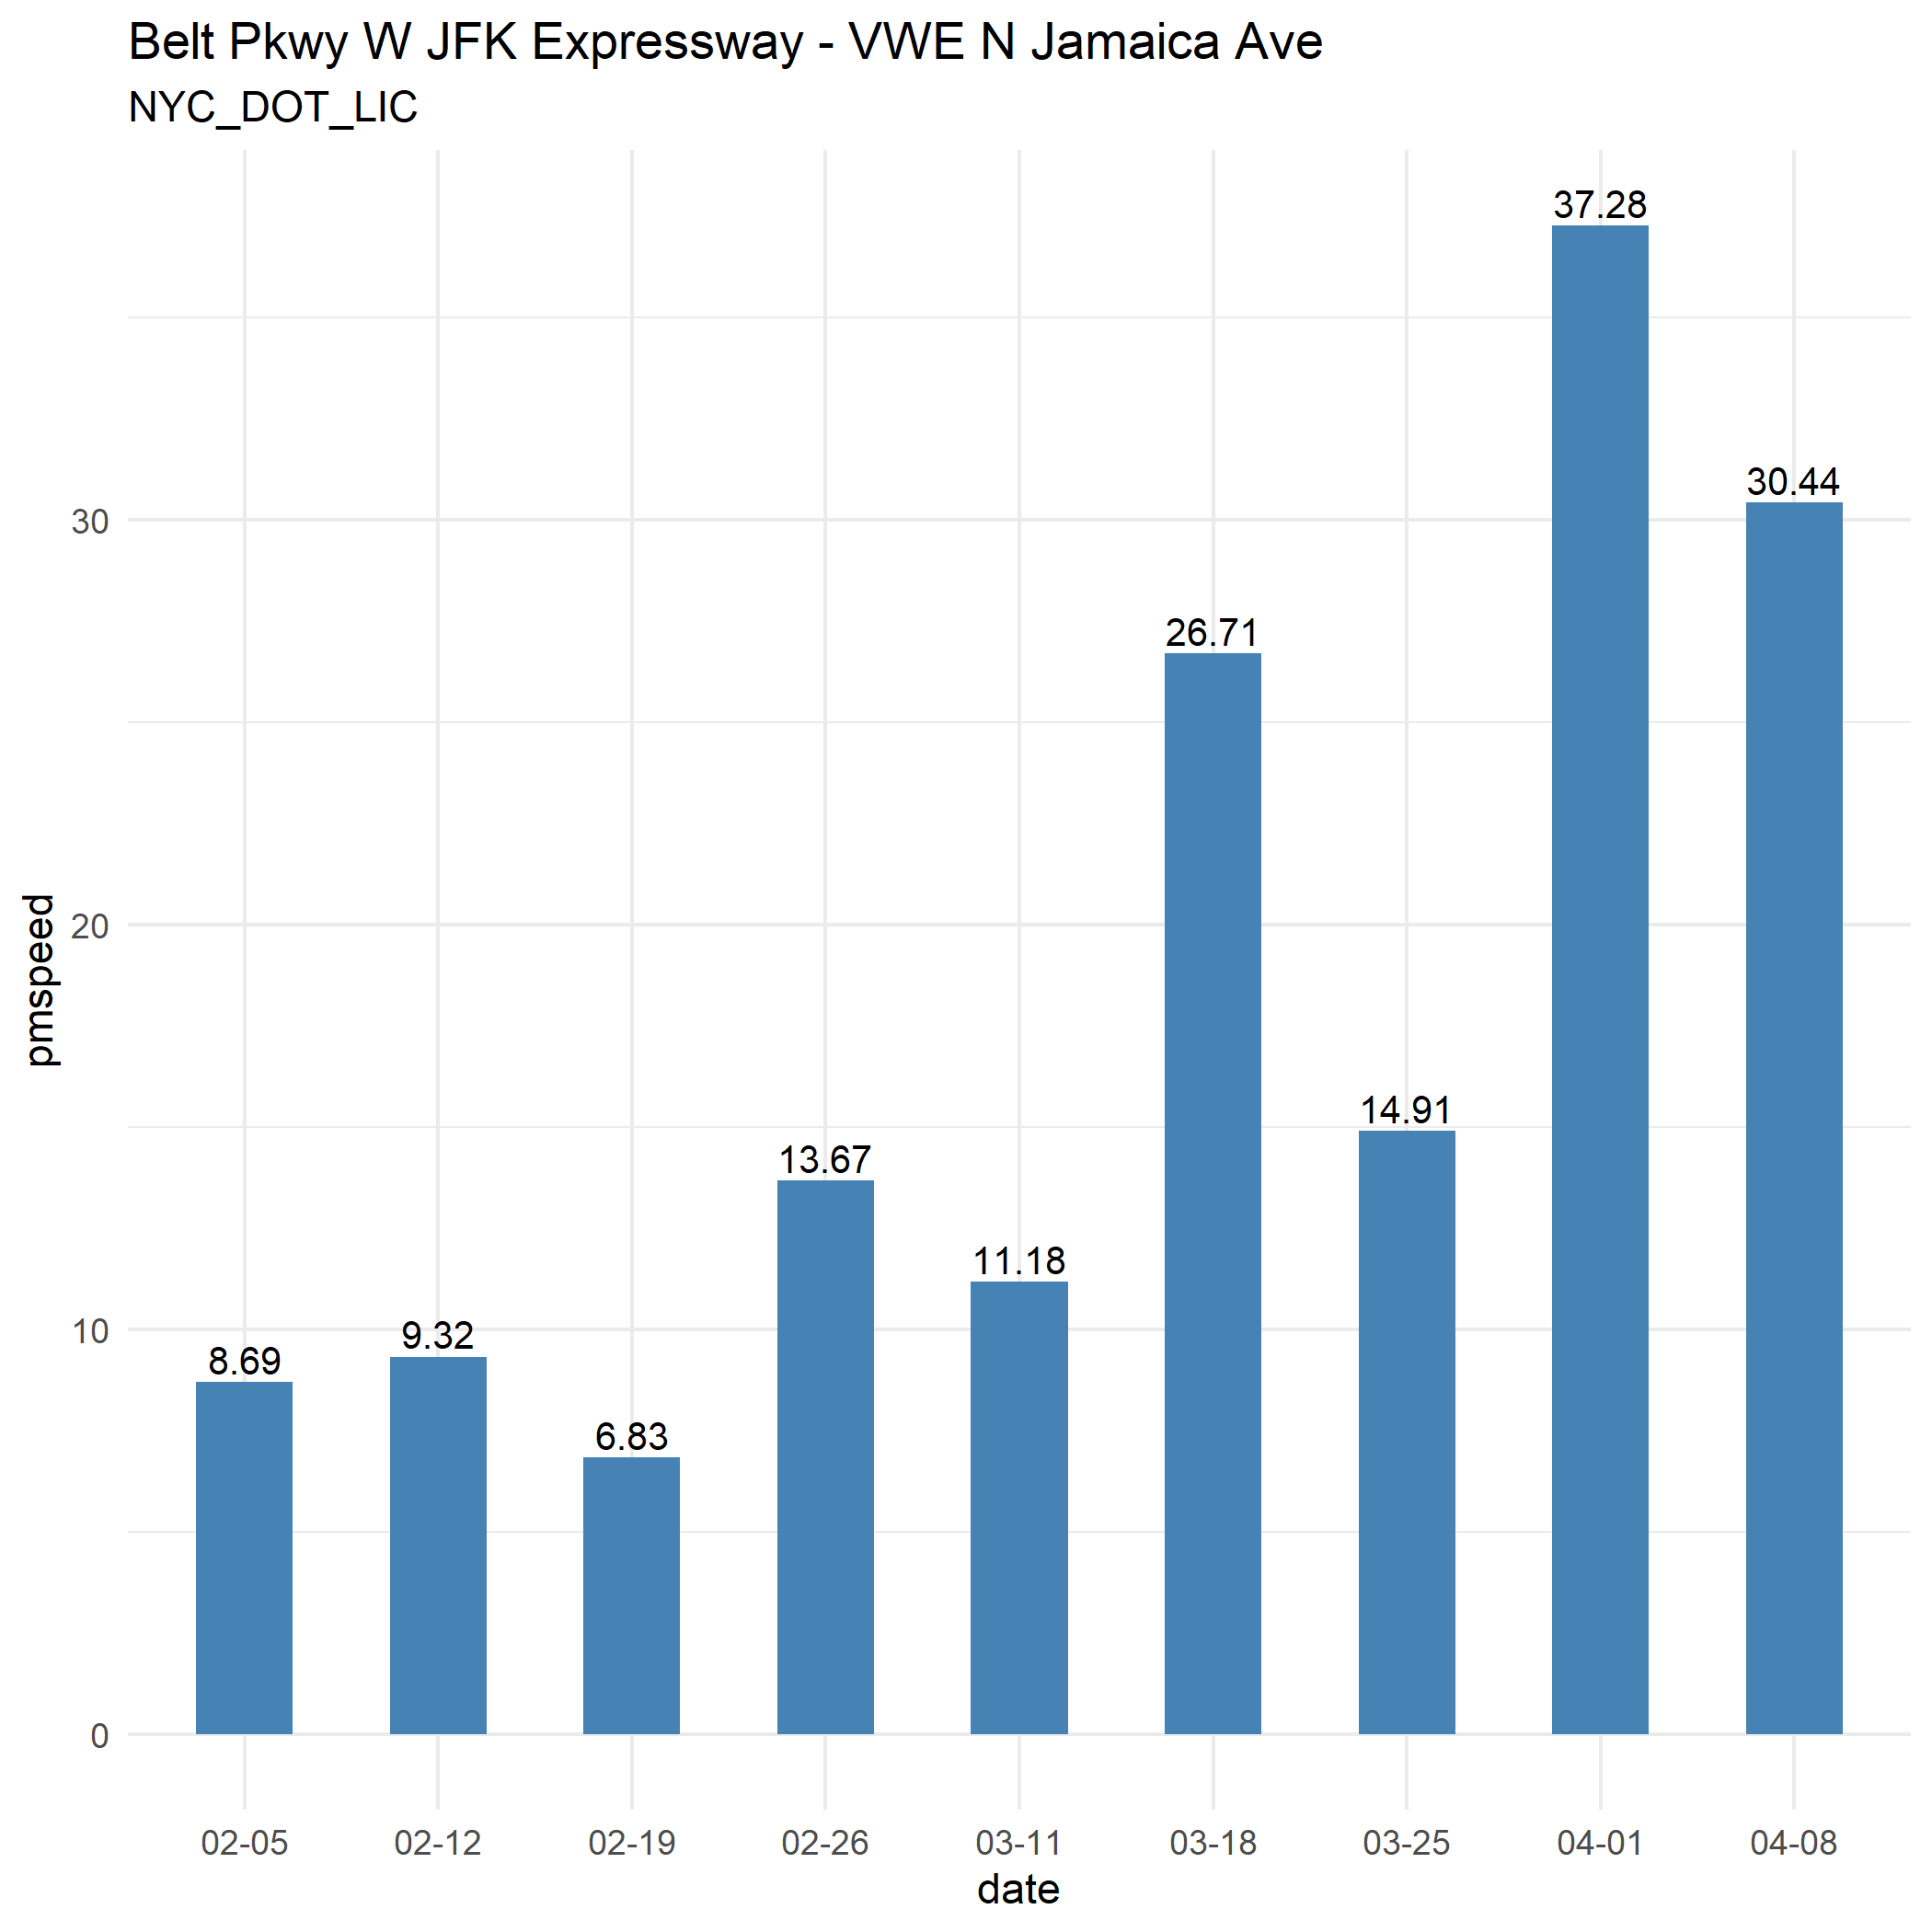 Belt Pkwy W JFK Expressway - VWE N Jamaica Ave
NYC_DOT_LIC
37.28
30.44
30
26.71
pmspeed
20
14.91
13.67
11.18
10
9.32
8.69
6.83
0
02-05 02-12 02-19 02-26 03-11 03-18 03-25 04-01 04-08
date